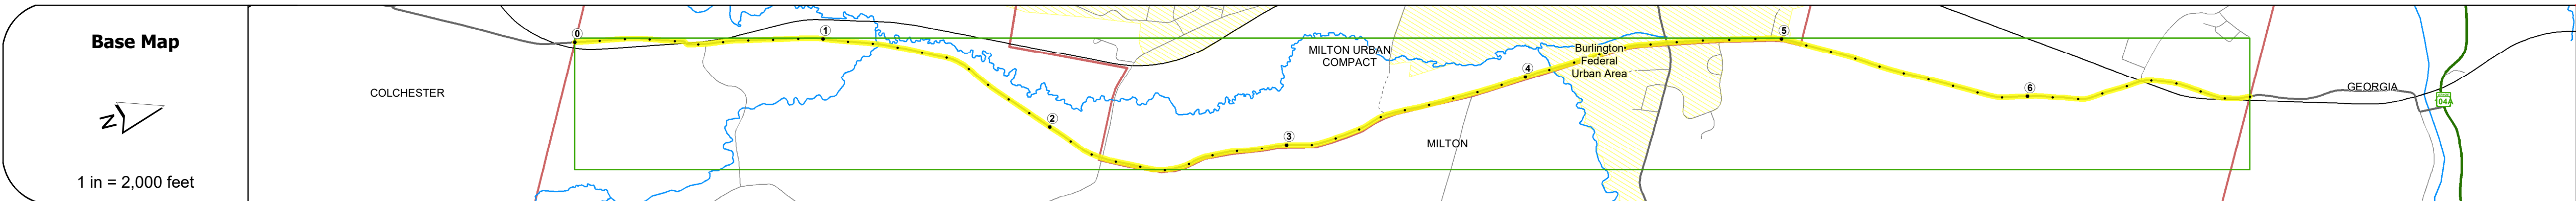 Base Map
N
1 in = 2,000 feet
COLCHESTER
0
1
2
3
MILTON URBAN
COMPACT
MILTON
4
Burlington
Federal
Urban Area
5
6
GEORGIA
104A